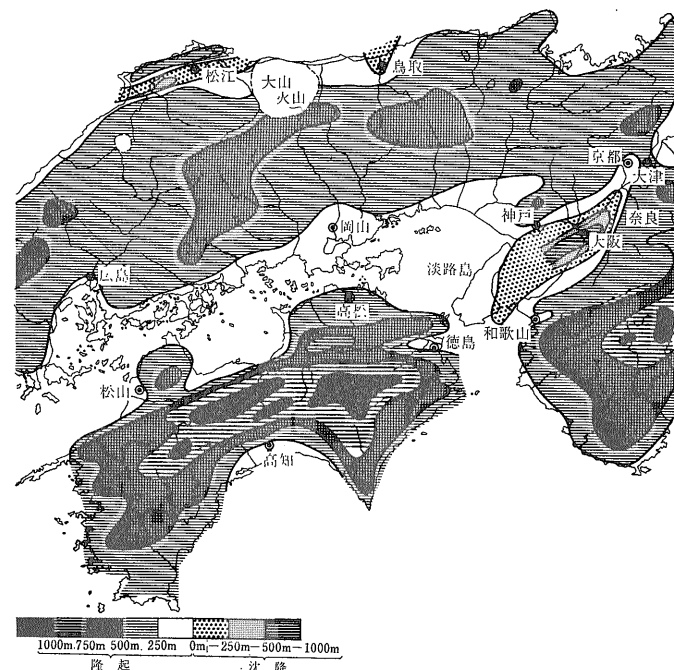 松江
大山
火山
鳥取
京都
大津
神戸
奈良
岡山
大阪
淡路島
広島
高松
徳島
和歌山
松山
高知
1000m.750m 500m. 250m 0m -250m-500m-1000m
隆起 沈降